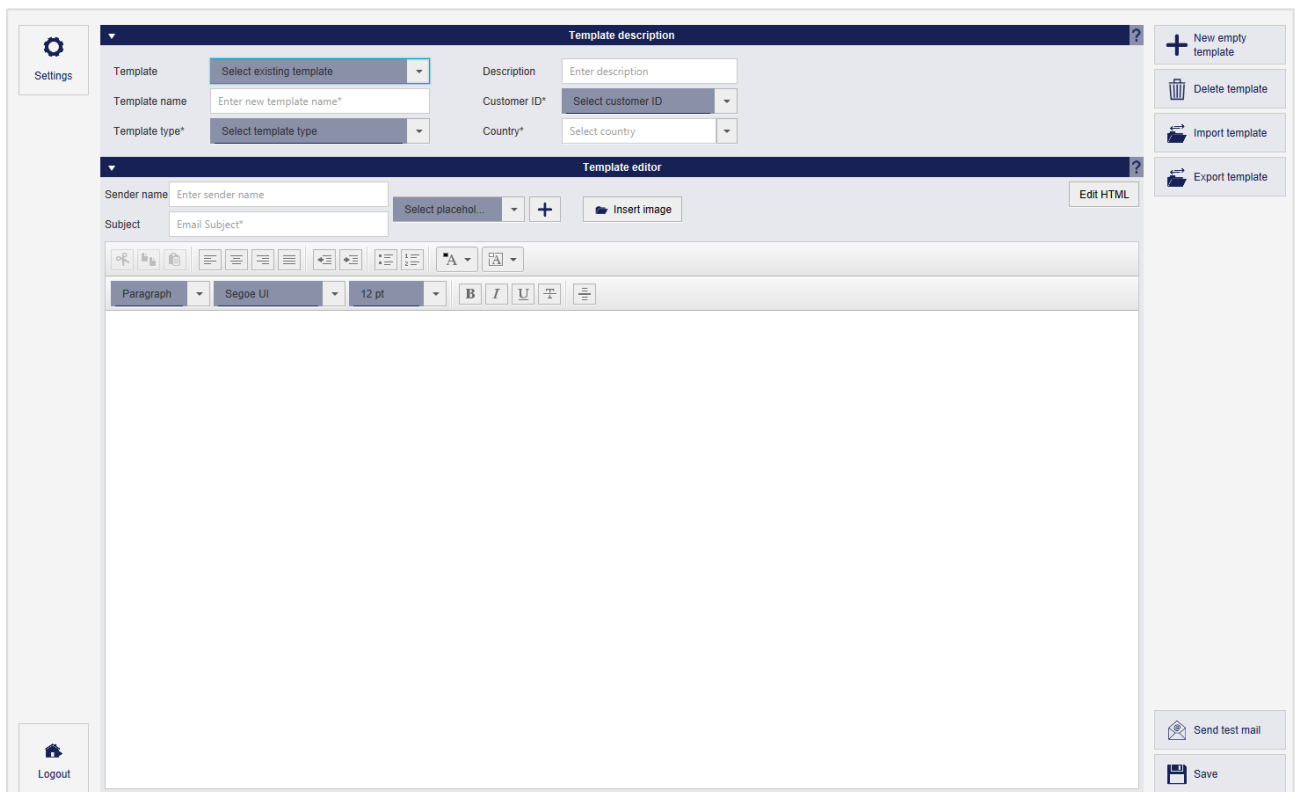 Settings
Template description
?
Template
Select existing template
Description
Enter description
Template name
Enter new template name*
Customer ID*
Select customer ID
Template type*
Select template type
Country*
Select country
Template editor
?
Sender name
Enter sender name
Subject
Email Subject*
Select placehol...
Insert image
Edit HTML
Paragraph
Segoe UI
12 pt
B I U T
New empty
template
Delete template
Import template
Export template
Send test mail
Save
Logout